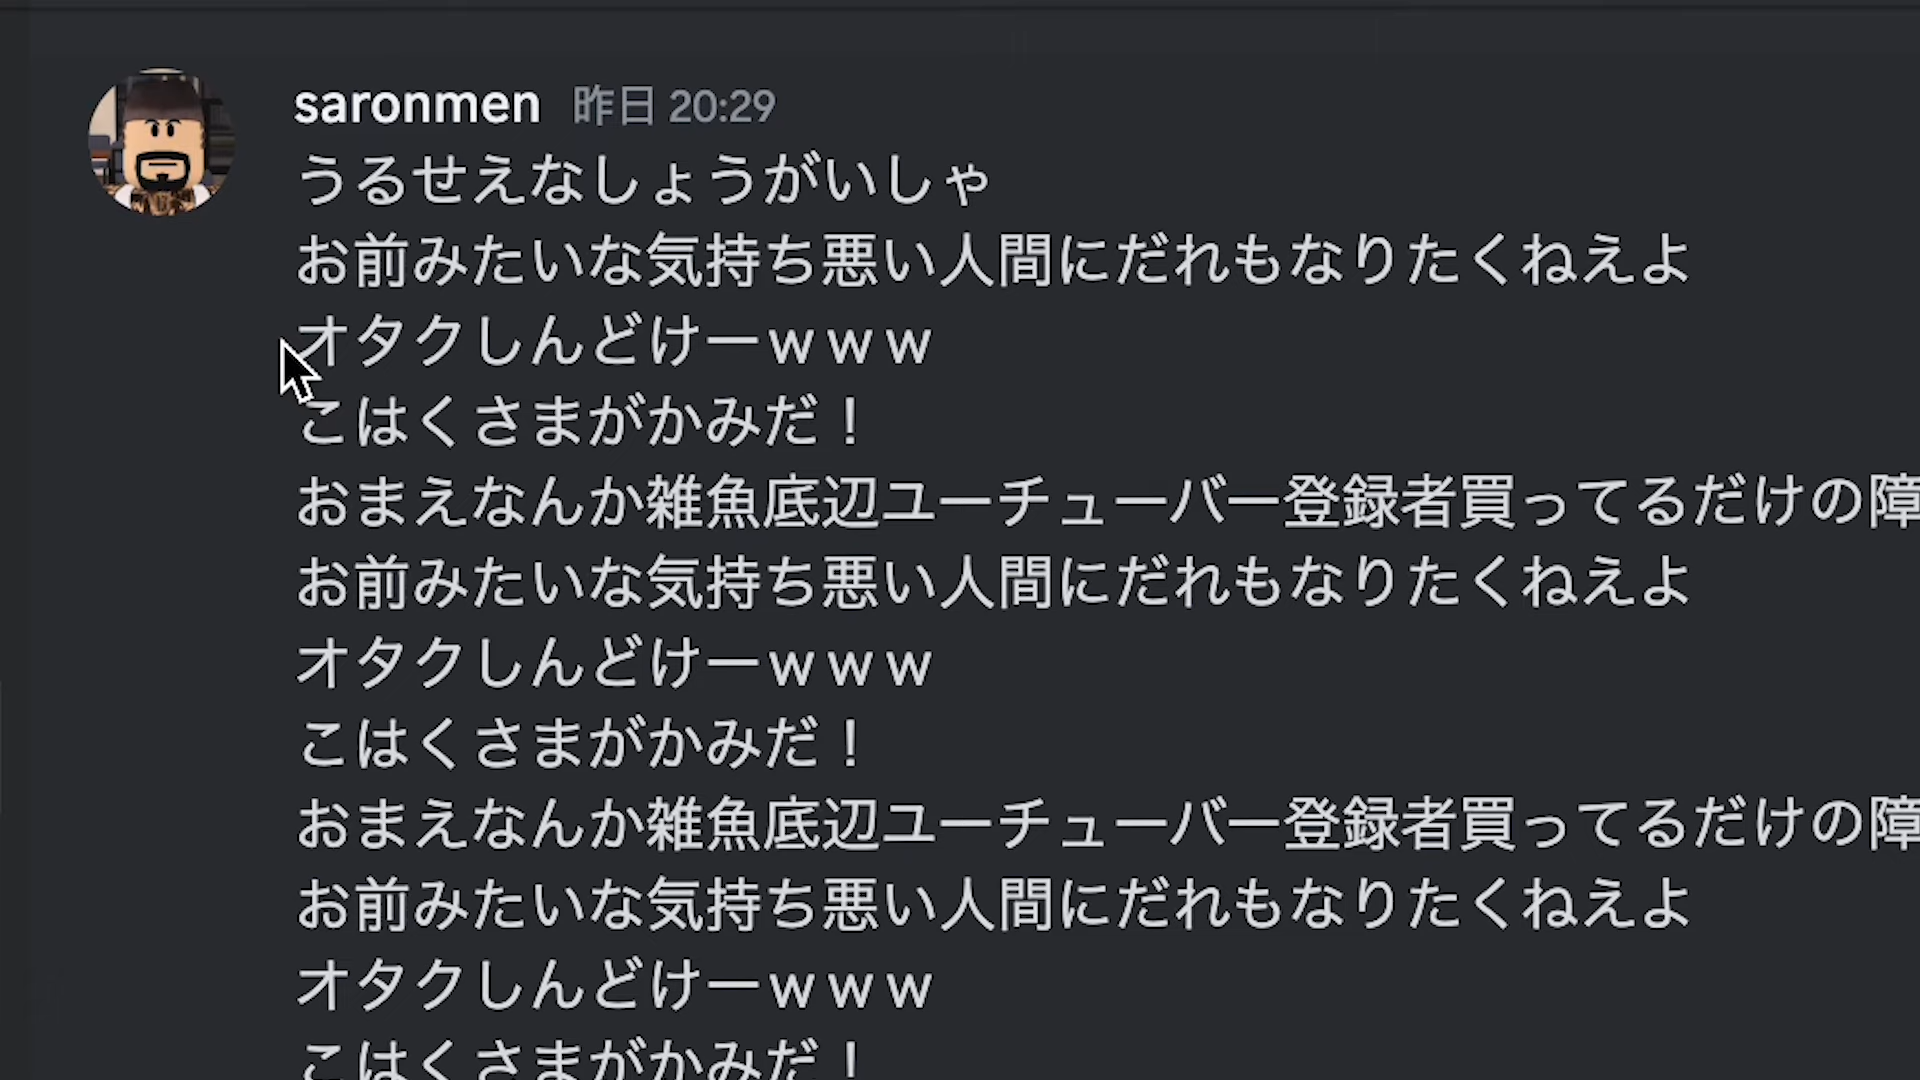 saronmen 昨日 20:29
うるせえなしょうがいしゃ
お前みたいな気持ち悪い人間にだれもなりたくねえよ
オタクしんどけーｗｗｗ
こはくさまがかみだ！
おまえなんか雑魚底辺ユーチューバー登録者買ってるだけの障
お前みたいな気持ち悪い人間にだれもなりたくねえよ
オタクしんどけーｗｗｗ
こはくさまがかみだ！
おまえなんか雑魚底辺ユーチューバー登録者買ってるだけの障
お前みたいな気持ち悪い人間にだれもなりたくねえよ
オタクしんどけーｗｗｗ
こはくさまがかみだ！